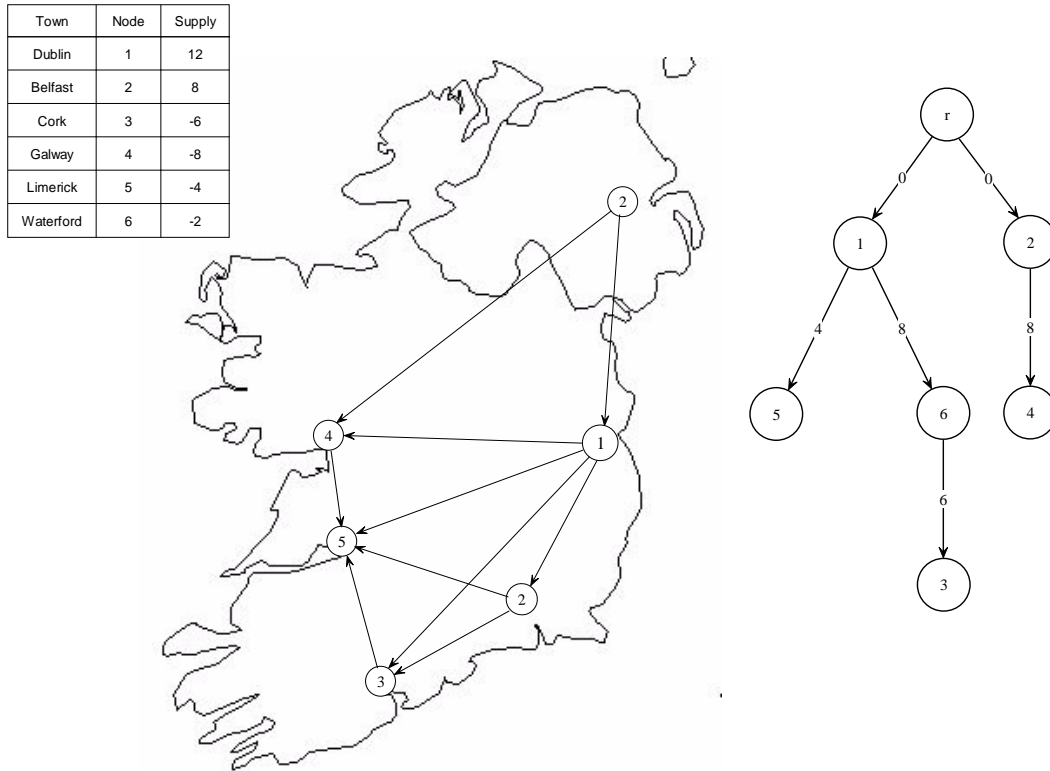 Town Node Supply
Dublin 1 12
Belfast 2 8
Cork 3 -6
Galway 4 -8
Limerick 5 -4
Waterford 6 -2
2
4
1
5
2
3
r
0 0
1 2
4 8 8
5 6 4
6
3